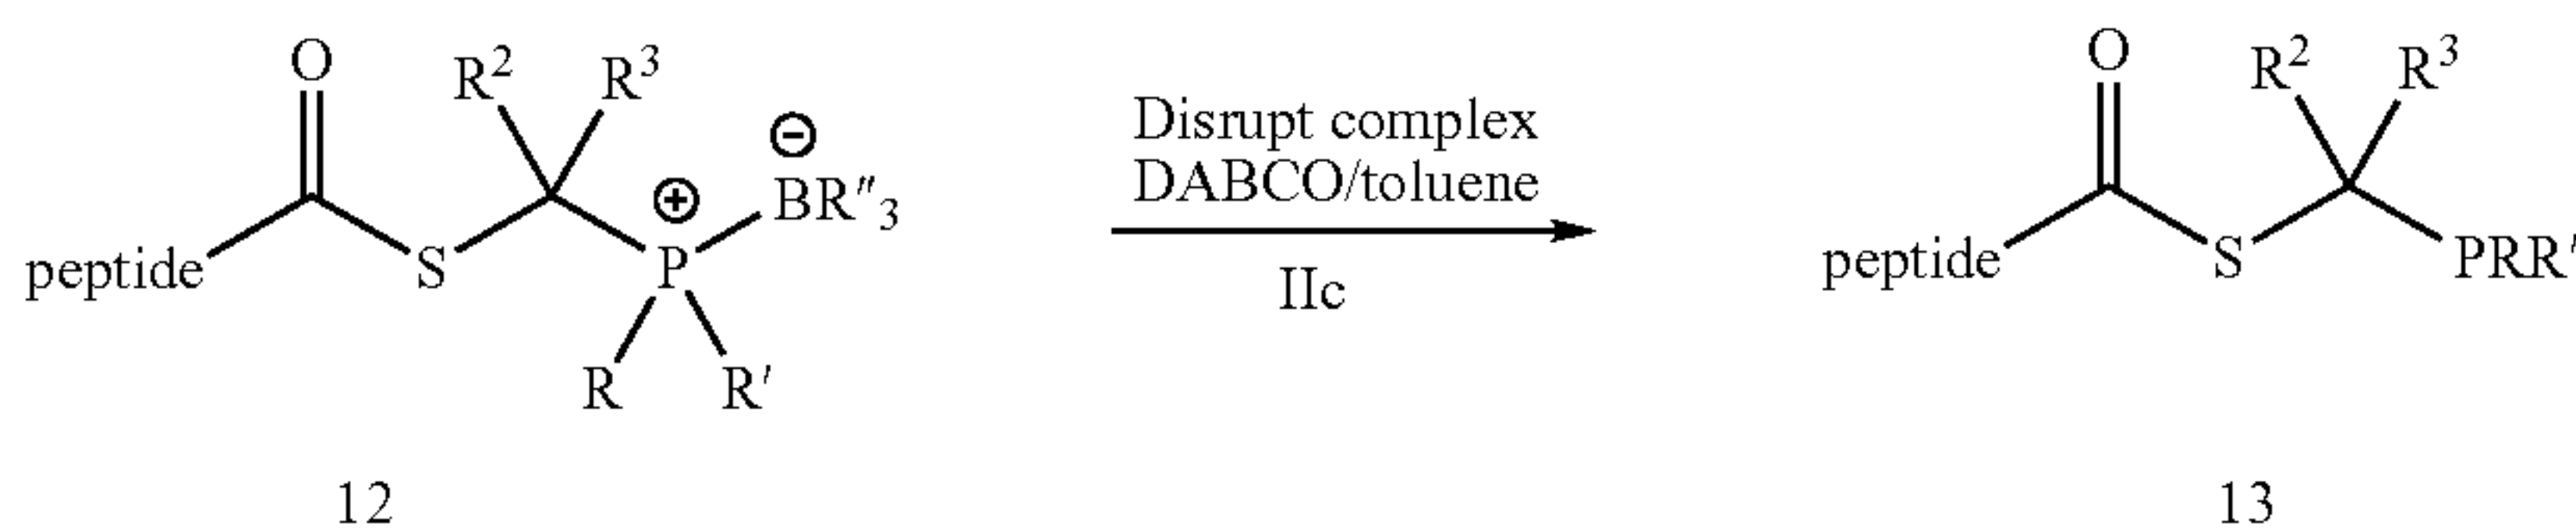 O
R² R³
⊖
⊕ BR″₃
peptide S P
R R′
12
Disrupt complex
DABCO/toluene
IIc
O
R² R³
peptide S PRR′
13